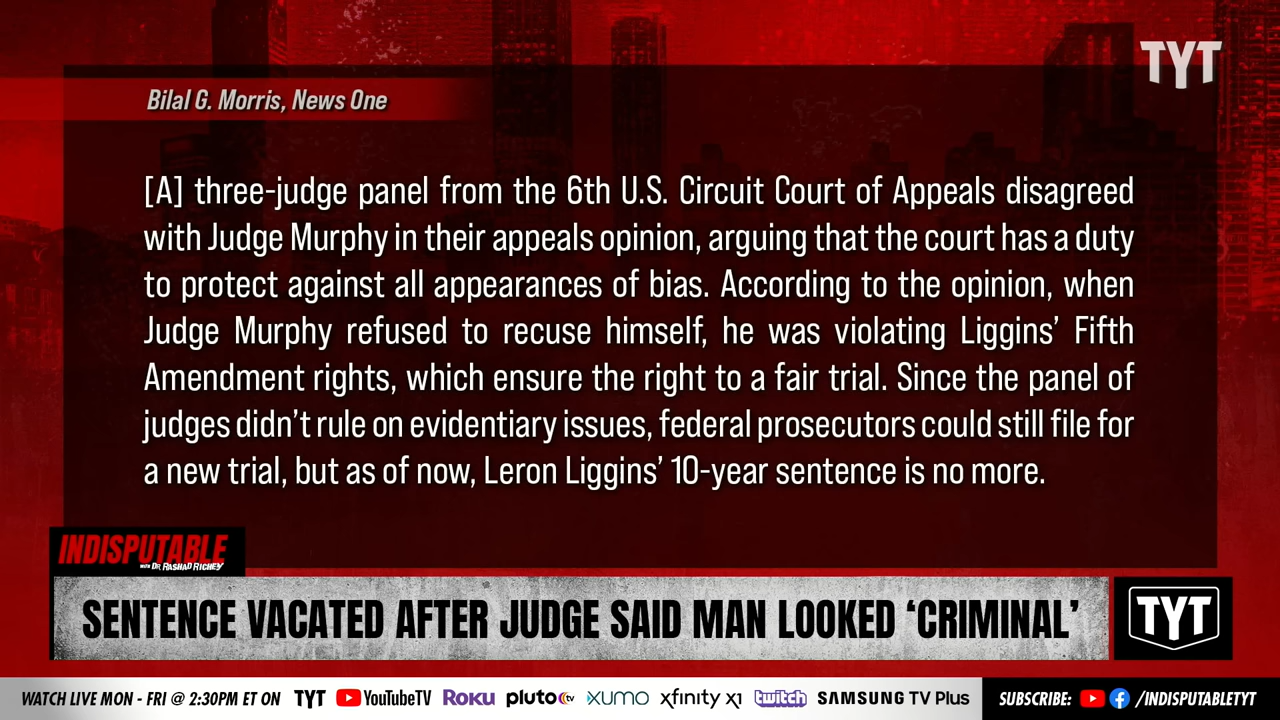 TYT
Bilal G. Morris, News One
[A] three-judge panel from the 6th U.S. Circuit Court of Appeals disagreed
with Judge Murphy in their appeals opinion, arguing that the court has a duty
to protect against all appearances of bias. According to the opinion, when
Judge Murphy refused to recuse himself, he was violating Liggins’ Fifth
Amendment rights, which ensure the right to a fair trial. Since the panel of
judges didn’t rule on evidentiary issues, federal prosecutors could still file for
a new trial, but as of now, Leron Liggins’ 10-year sentence is no more.
INDISPUTABLE
WITH DR. RASHAD RICHEY
SENTENCE VACATED AFTER JUDGE SAID MAN LOOKED ‘CRIMINAL’
TYT
WATCH LIVE MON - FRI @ 2:30PM ET ON TYT YouTubeTV Roku pluto tv xumo xfinity x1 twitch SAMSUNG TV Plus SUBSCRIBE: /INDISPUTABLETYT